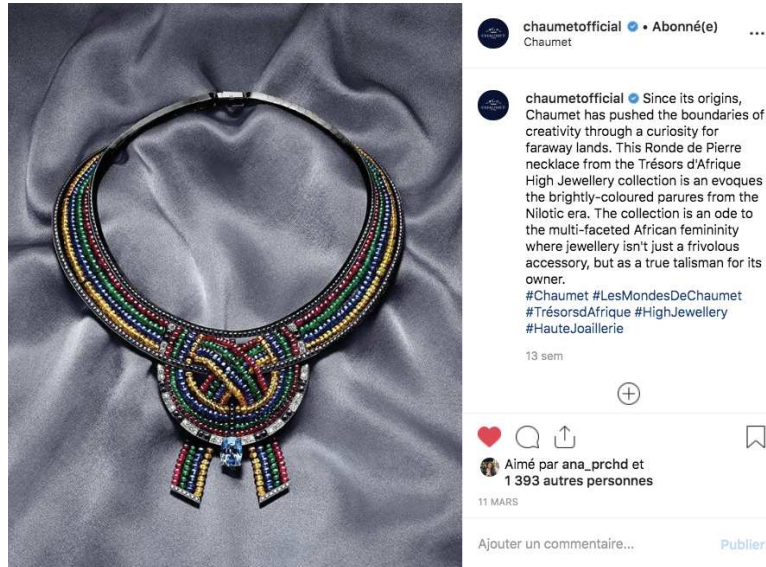 chaumetofficial • Abonné(e)
Chaumet
chaumetofficial Since its origins,
Chaumet has pushed the boundaries of
creativity through a curiosity for
faraway lands. This Ronde de Pierre
necklace from the Trésors d'Afrique
High Jewellery collection is an evoques
the brightly-coloured parures from the
Nilotic era. The collection is an ode to
the multi-faceted African femininity
where jewellery isn't just a frivolous
accessory, but as a true talisman for its
owner.
#Chaumet #LesMondesDeChaumet
#TrésorsdAfrique #HighJewellery
#HauteJoaillerie
13 sem
Aimé par ana_prchd et
1 393 autres personnes
11 MARS
Ajouter un commentaire... Publier